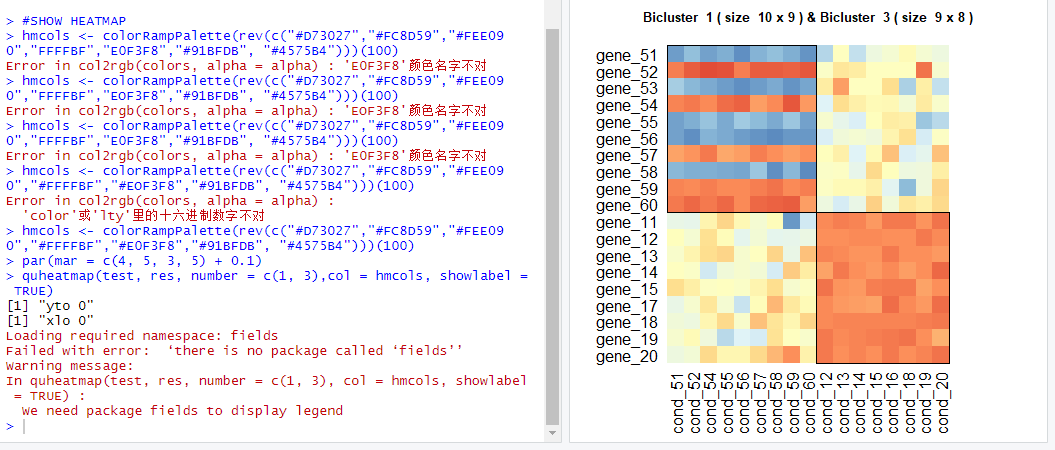 > #SHOW HEATMAP
> hmcols <- colorRampPalette(rev(c("#D73027","#FC8D59","#FEE09
0","FFFFBF","E0F3F8","#91BFDB", "#4575B4")))(100)
Error in col2rgb(colors, alpha = alpha) : 'E0F3F8'颜色名字不对
> hmcols <- colorRampPalette(rev(c("#D73027","#FC8D59","#FEE09
0","FFFFBF","E0F3F8","#91BFDB", "#4575B4")))(100)
Error in col2rgb(colors, alpha = alpha) : 'E0F3F8'颜色名字不对
> hmcols <- colorRampPalette(rev(c("#D73027","#FC8D59","#FEE09
0","FFFFBF","E0F3F8","#91BFDB", "#4575B4")))(100)
Error in col2rgb(colors, alpha = alpha) : 'E0F3F8'颜色名字不对
> hmcols <- colorRampPalette(rev(c("#D73027","#FC8D59","#FEEO9
0","#FFFFBF","#EOF3F8","#91BFDB", "#4575B4")))(100)
Error in col2rgb(colors, alpha = alpha) :
'color'或'lty'里的十六进制数字不对
> hmcols <- colorRampPalette(rev(c("#D73027","#FC8D59","#FEE09
0","#FFFFBF","#E0F3F8","#91BFDB", "#4575B4")))(100)
> par(mar = c(4, 5, 3, 5) + 0.1)
> quheatmap(test, res, number = c(1, 3),col = hmcols, showlabel =
TRUE)
[1] "yto 0"
[1] "xlo 0"
Loading required namespace: fields
Failed with error:  ‘there is no package called ‘fields’’
Warning message:
In quheatmap(test, res, number = c(1, 3), col = hmcols, showlabel
= TRUE) :
We need package fields to display legend
>
Bicluster 1 ( size 10 x 9 ) & Bicluster 3 ( size 9 x 8 )
gene_51
gene_52
gene_53
gene_54
gene_55
gene_56
gene_57
gene_58
gene_59
gene_60
gene_11
gene_12
gene_13
gene_14
gene_15
gene_17
gene_18
gene_19
gene_20
cond_51
cond_52
cond_54
cond_55
cond_56
cond_57
cond_58
cond_59
cond_60
cond_12
cond_13
cond_14
cond_15
cond_16
cond_18
cond_19
cond_20